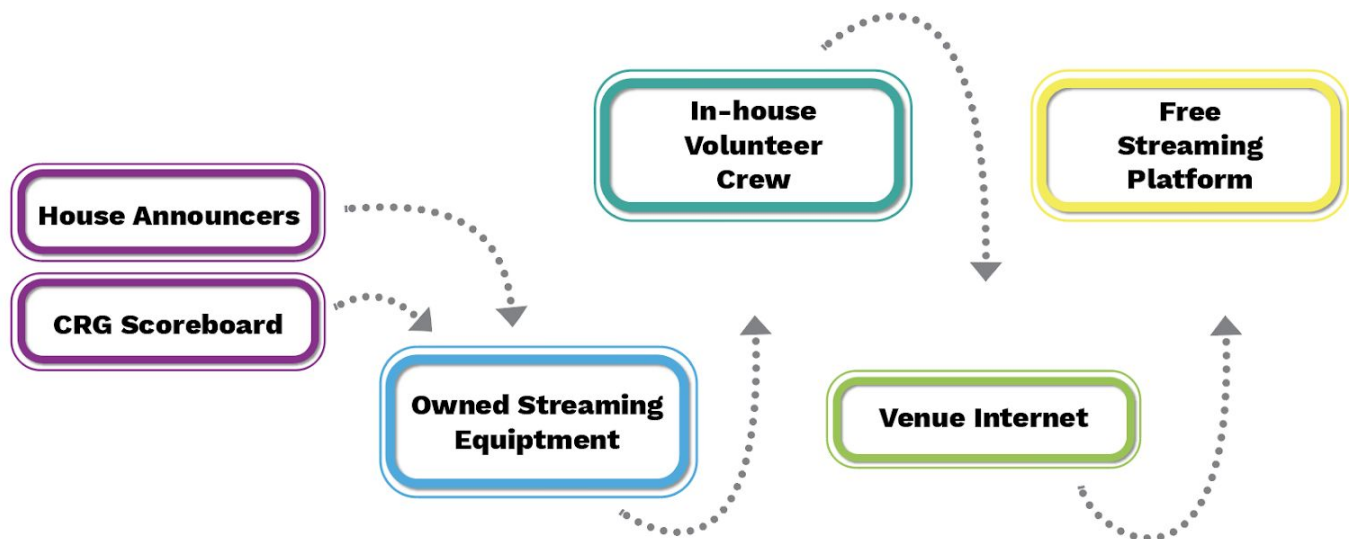 House Announcers
CRG Scoreboard
Owned Streaming
Equiptment
In-house
Volunteer
Crew
Venue Internet
Free
Streaming
Platform